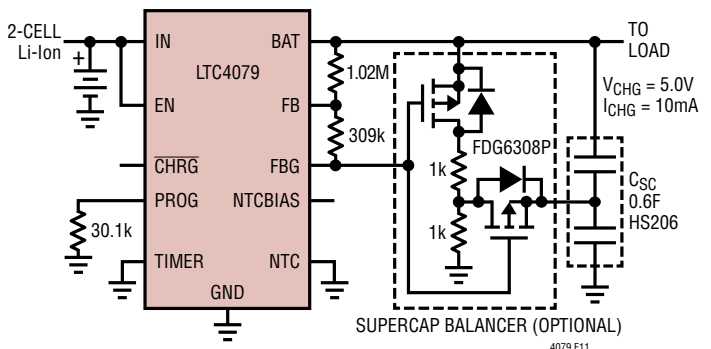 2-CELL
Li-Ion
+
IN
BAT
LTC4079
EN
FB
CHRG
FBG
PROG
NTCBIAS
TIMER
NTC
GND
30.1k
1.02M
309k
FDG6308P
1k
1k
TO
LOAD
VCHG = 5.0V
ICHG = 10mA
CSC
0.6F
HS206
SUPERCAP BALANCER (OPTIONAL)
4079 F11